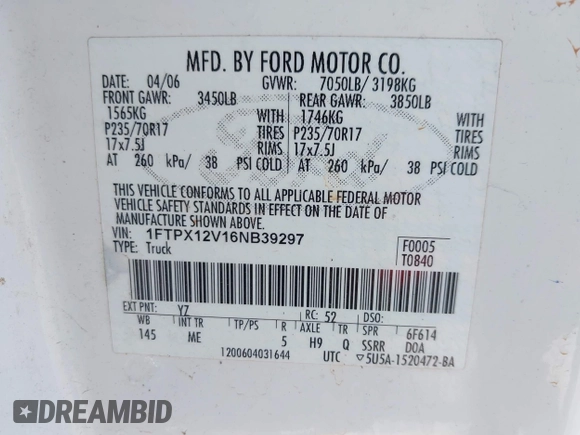 MFD. BY FORD MOTOR CO.
DATE: 04/06 GVWR: 7050LB/ 3198KG
FRONT GAWR: 3450LB REAR GAWR: 3850LB
1565KG WITH 1746KG WITH
P235/70R17 TIRES P235/70R17 TIRES
17x7.5J RIMS 17x7.5J RIMS
AT 260 kPa/ 38 PSI COLD AT 260 kPa/ 38 PSI COLD
THIS VEHICLE CONFORMS TO ALL APPLICABLE FEDERAL MOTOR
VEHICLE SAFETY STANDARDS IN EFFECT ON THE DATE OF
MANUFACTURE SHOWN ABOVE.
VIN: 1FTPX12V16NB39297 F0005
TYPE: Truck T0840
EXT PNT: YZ RC: 52 DSO:
WB INT TR TP/PS R AXLE TR SPR 6F614
145 ME 5 H9 Q SSRR DOA
1200604031644 UTC ▽5U5A-1520472-BA
DREAMBID